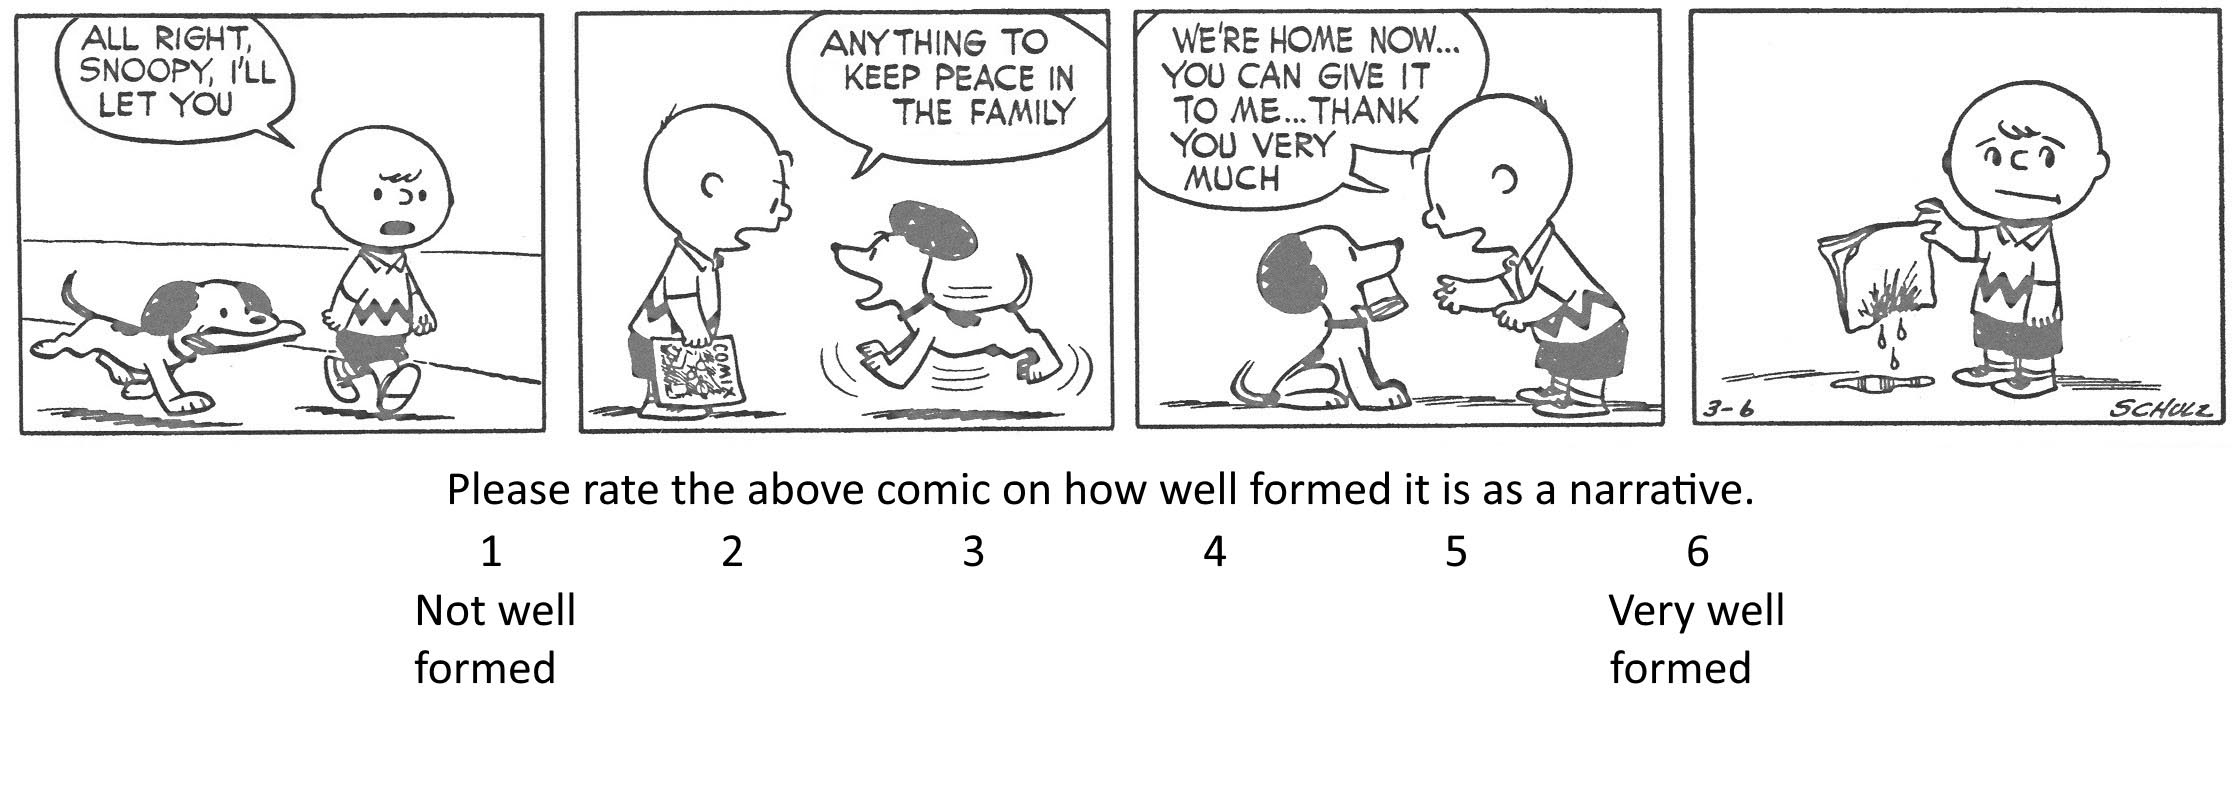 ALL RIGHT,
SNOOPY, I'LL
LET YOU
ANYTHING TO
KEEP PEACE IN
THE FAMILY
COMIX
WE'RE HOME NOW...
YOU CAN GIVE IT
TO ME...THANK
YOU VERY
MUCH
3-6
SCHULZ
Please rate the above comic on how well formed it is as a narrative.
1 2 3 4 5 6
Not well
formed
Very well
formed